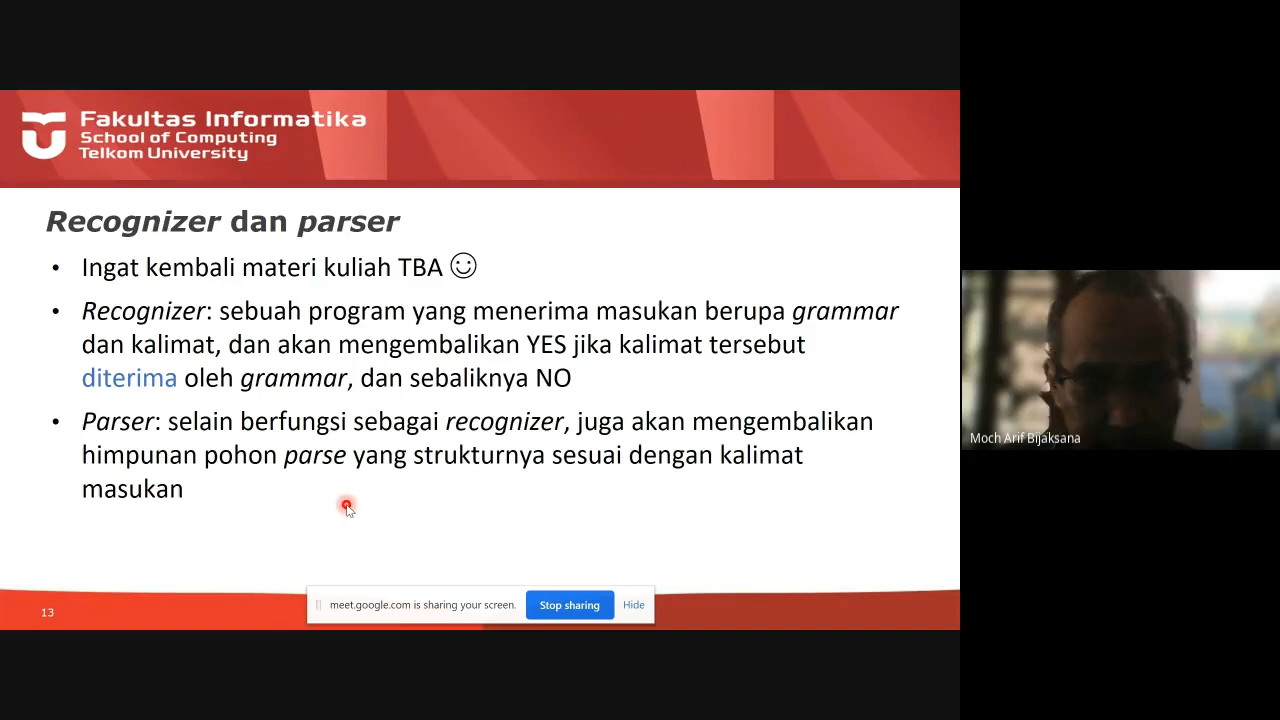 Fakultas Informatika
School of Computing
Telkom University
Recognizer dan parser
• Ingat kembali materi kuliah TBA ☺
• Recognizer: sebuah program yang menerima masukan berupa grammar
dan kalimat, dan akan mengembalikan YES jika kalimat tersebut
diterima oleh grammar, dan sebaliknya NO
• Parser: selain berfungsi sebagai recognizer, juga akan mengembalikan
himpunan pohon parse yang strukturnya sesuai dengan kalimat
masukan
Moch Arif Bijaksana
meet.google.com is sharing your screen. Stop sharing Hide
13